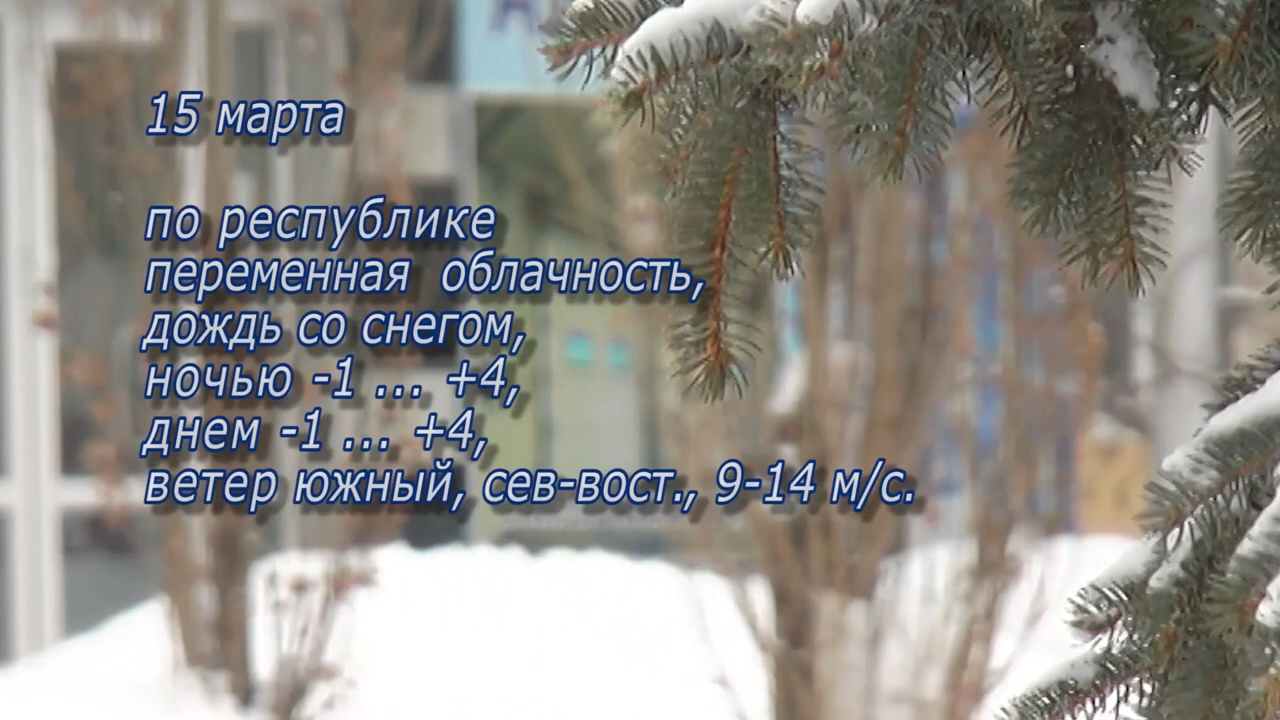 15 марта
по республике
переменная облачность,
дождь со снегом,
ночью -1 ... +4,
днем -1 ... +4,
ветер южный, сев-вост., 9-14 м/с.